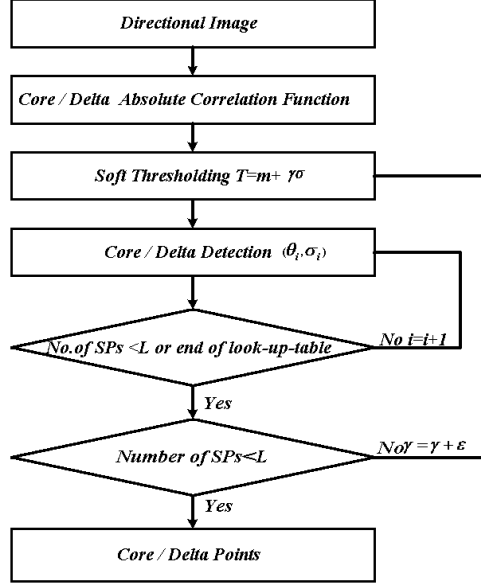 Directional Image
Core / Delta Absolute Correlation Function
Soft Thresholding T=m+ γσ
Core / Delta Detection (θi,σi)
No.of SPs <L or end of look-up-table
No i=i+1
Yes
Number of SPs<L
No γ = γ + ε
Yes
Core / Delta Points